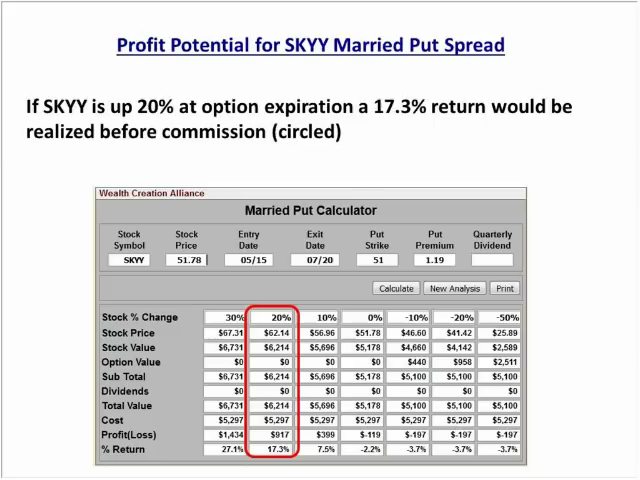 Profit Potential for SKYY Married Put Spread
If SKYY is up 20% at option expiration a 17.3% return would be
realized before commission (circled)
Wealth Creation Alliance
Married Put Calculator
Stock Symbol Stock Price Entry Date Exit Date Put Strike Put Premium Quarterly Dividend
SKYY 51.78 05/15 07/20 51 1.19
Calculate New Analysis Print
Stock % Change 30% 20% 10% 0% -10% -20% -50%
Stock Price $67.31 $62.14 $56.96 $51.78 $46.60 $41.42 $25.89
Stock Value $6,731 $6,214 $5,696 $5,178 $4,660 $4,142 $2,589
Option Value $0 $0 $0 $0 $440 $958 $2,511
Sub Total $6,731 $6,214 $5,696 $5,178 $5,100 $5,100 $5,100
Dividends $0 $0 $0 $0 $0 $0 $0
Total Value $6,731 $6,214 $5,696 $5,178 $5,100 $5,100 $5,100
Cost $5,297 $5,297 $5,297 $5,297 $5,297 $5,297 $5,297
Profit(Loss) $1,434 $917 $399 $-119 $-197 $-197 $-197
% Return 27.1% 17.3% 7.5% -2.2% -3.7% -3.7% -3.7%